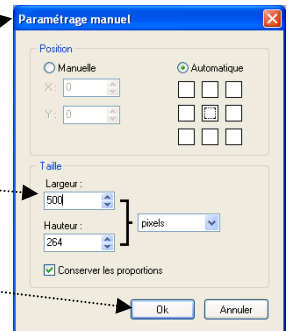 Paramétrage manuel
Position
Manuelle
Automatique
X : 0
Y : 0
Taille
Largeur :
500
pixels
Hauteur :
264
Conserver les proportions
Ok Annuler